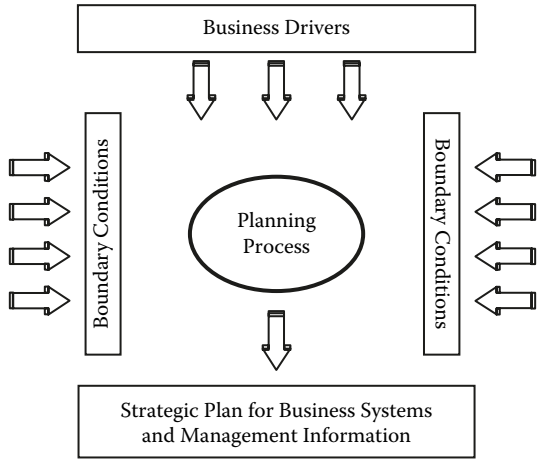 Business Drivers
Boundary Conditions
Planning
Process
Boundary Conditions
Strategic Plan for Business Systems
and Management Information